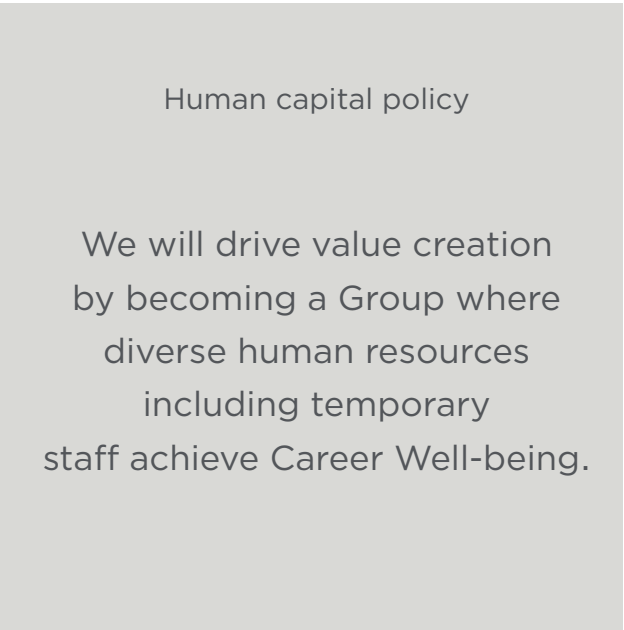 Human capital policy
We will drive value creation
by becoming a Group where
diverse human resources
including temporary
staff achieve Career Well-being.